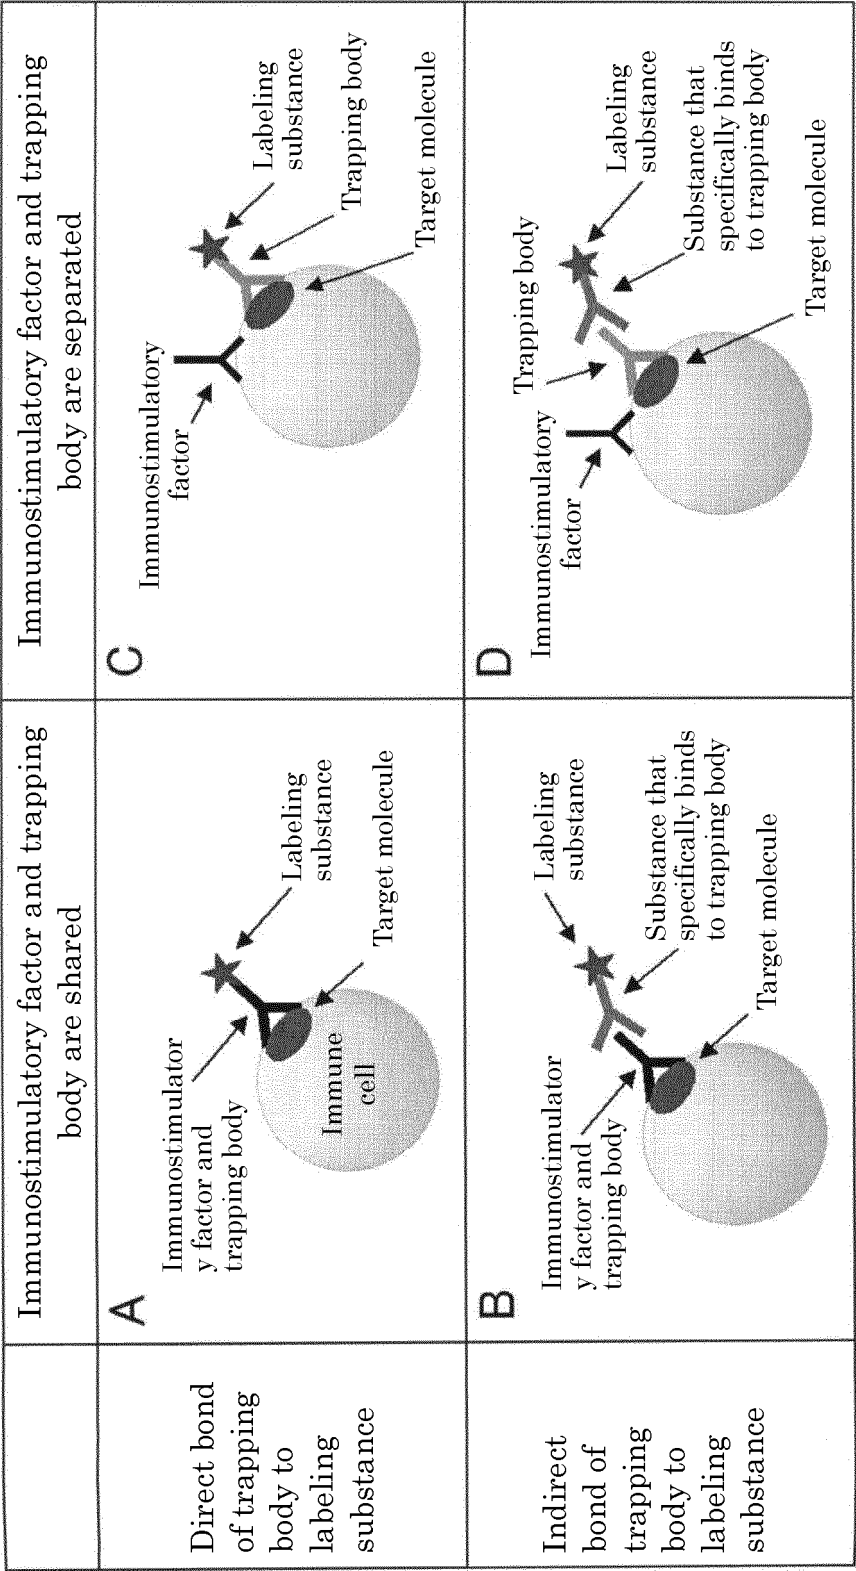 Immunostimulatory factor and trapping
body are shared
Immunostimulatory factor and trapping
body are separated
Direct bond
of trapping
body to
labeling
substance
A
Immunostimulator
y factor and
trapping body
Labeling
substance
Target molecule
Immune
cell
C
Immunostimulatory
factor
Labeling
substance
Trapping body
Target molecule
Indirect
bond of
trapping
body to
labeling
substance
B
Immunostimulator
y factor and
trapping body
Labeling
substance
Substance that
specifically binds
to trapping body
Target molecule
D
Immunostimulatory
factor
Trapping body
Labeling
substance
Substance that
specifically binds
to trapping body
Target molecule